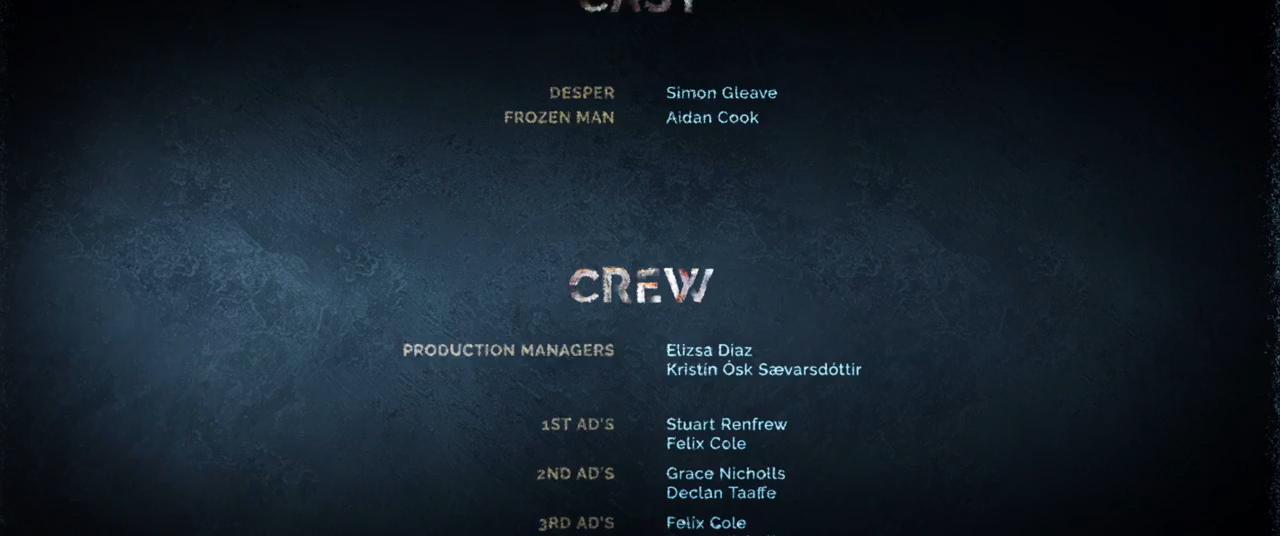 CAST
DESPER Simon Gleave
FROZEN MAN Aidan Cook
CREW
PRODUCTION MANAGERS Elizsa Diaz
Kristín Ósk Sævarsdóttir
1ST AD'S Stuart Renfrew
Felix Cole
2ND AD'S Grace Nicholls
Declan Taaffe
3RD AD'S Felix Cole